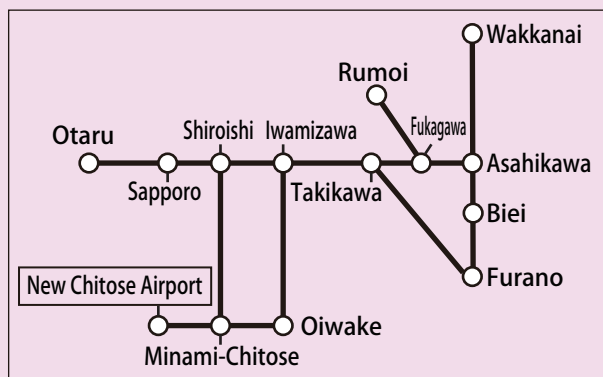 Wakkanai
Rumoi
Fukagawa
Otaru
Shiroishi
Iwamizawa
Sapporo
Takikawa
Asahikawa
Biei
Furano
New Chitose Airport
Oiwake
Minami-Chitose